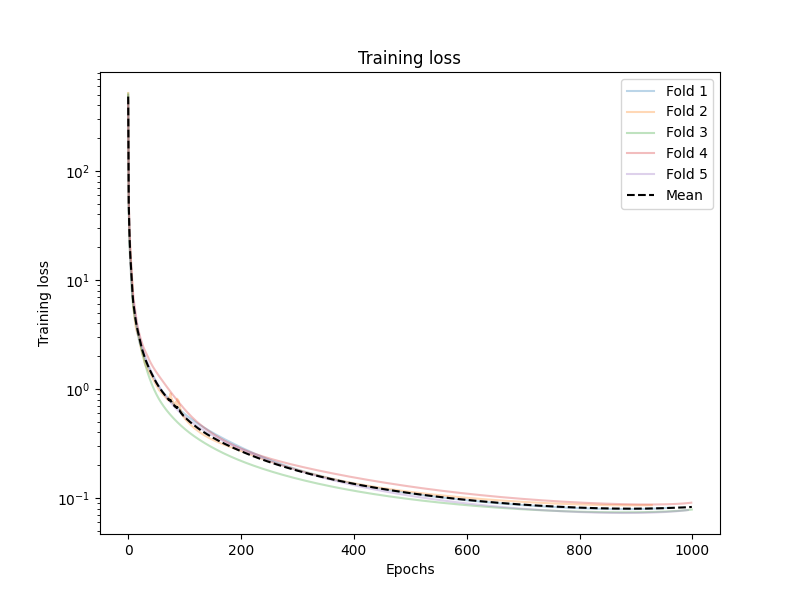 Training loss
Fold 1
Fold 2
Fold 3
Fold 4
Fold 5
Mean
Training loss
10²
10¹
10⁰
10⁻¹
0 200 400 600 800 1000
Epochs